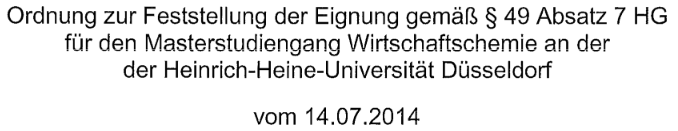 Ordnung zur Feststellung der Eignung gemäß § 49 Absatz 7 HG
für den Masterstudiengang Wirtschaftschemie an der
der Heinrich-Heine-Universität Düsseldorf
vom 14.07.2014